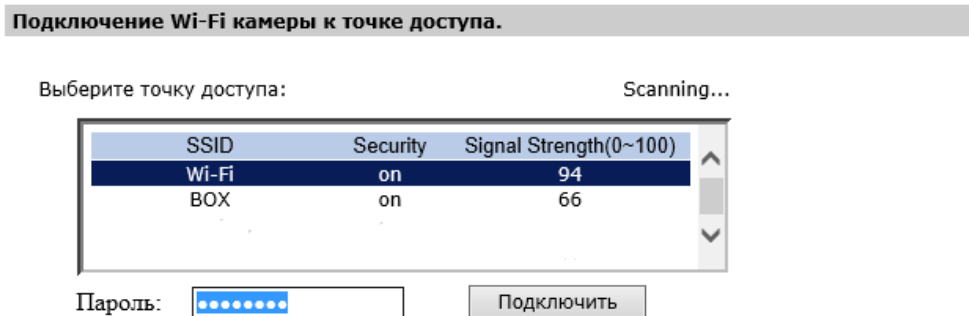 Подключение Wi-Fi камеры к точке доступа.
Выберите точку доступа: Scanning...
SSID Security Signal Strength(0~100)
Wi-Fi on 94
BOX on 66
Пароль: •••••••• Подключить